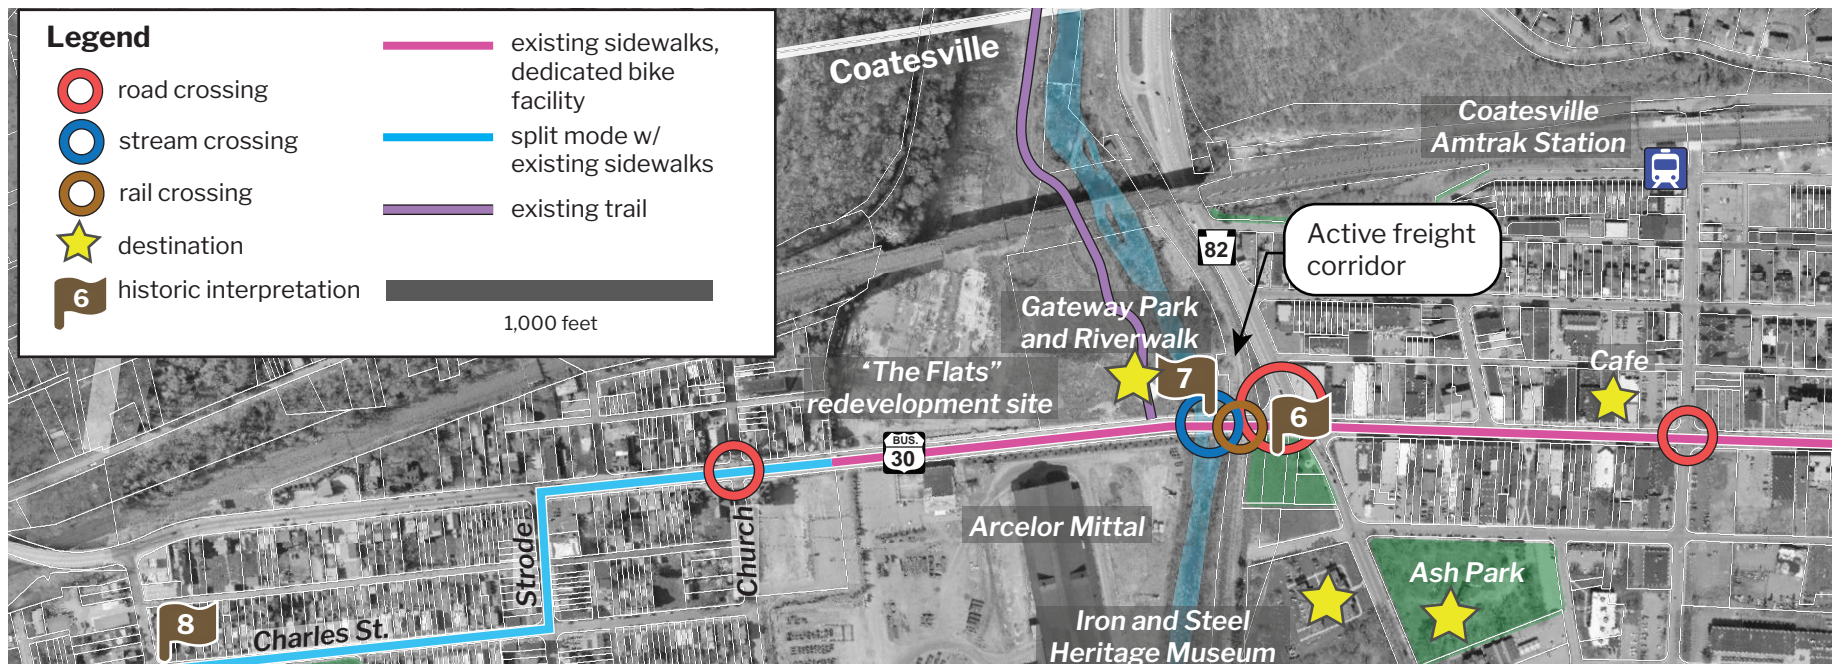 Legend
road crossing
stream crossing
rail crossing
destination
6
historic interpretation
existing sidewalks,
dedicated bike
facility
split mode w/
existing sidewalks
existing trail
1,000 feet
Coatesville
Coatesville
Amtrak Station
82
Active freight
corridor
Gateway Park
and Riverwalk
‘The Flats”
redevelopment site
7
6
Cafe
BUS.
30
Strode
Church
Arcelor Mittal
Ash Park
8
Charles St.
Iron and Steel
Heritage Museum